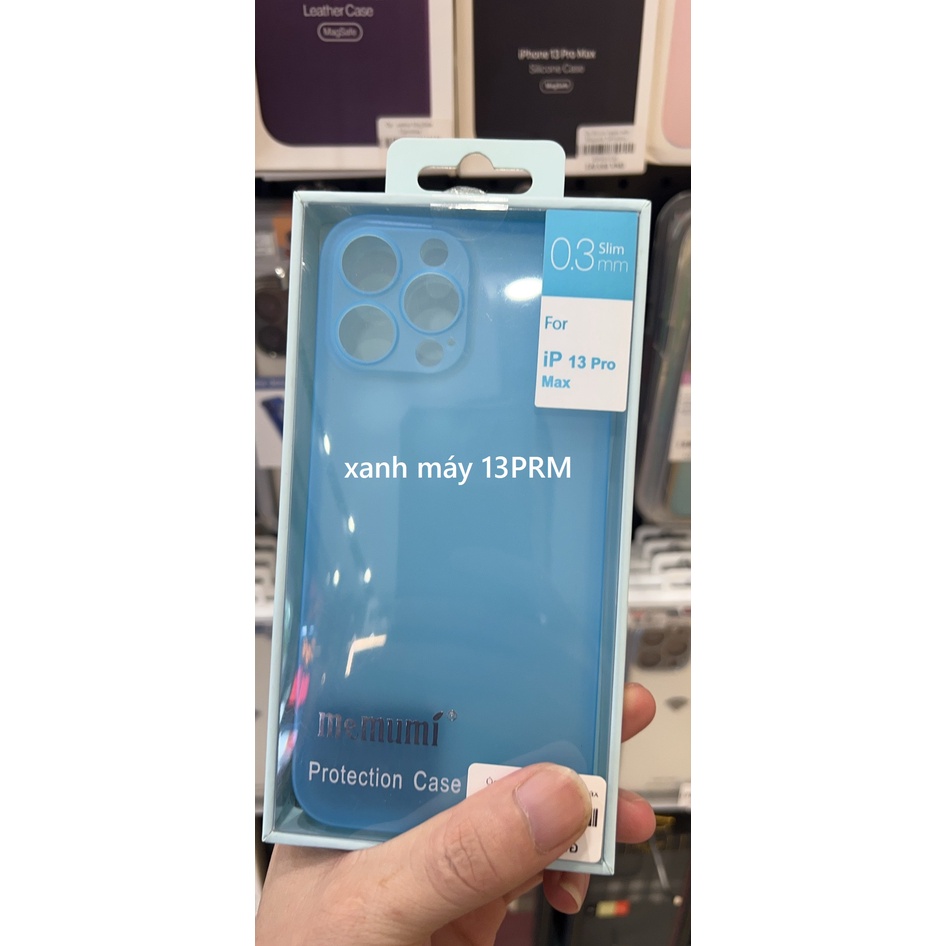 Leather Case
MagSafe
iPhone 13 Pro Max
Silicone Case
MagSafe
0.3 Slim
mm
For
iP 13 Pro
Max
xanh máy 13PRM
memumi®
Protection Case